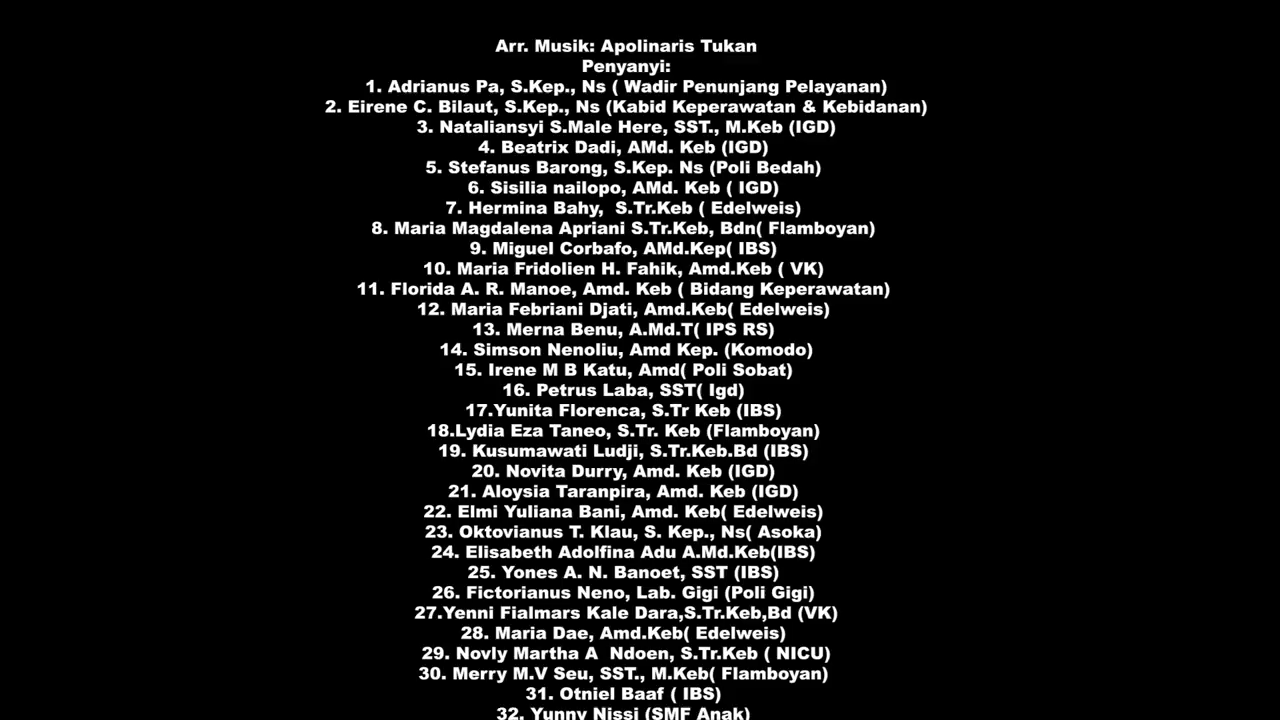 Arr. Musik: Apolinaris Tukan
Penyanyi:
1. Adrianus Pa, S.Kep., Ns ( Wadir Penunjang Pelayanan)
2. Eirene C. Bilaut, S.Kep., Ns (Kabid Keperawatan & Kebidanan)
3. Nataliansyi S.Male Here, SST., M.Keb (IGD)
4. Beatrix Dadi, AMd. Keb (IGD)
5. Stefanus Barong, S.Kep. Ns (Poli Bedah)
6. Sisilia nailopo, AMd. Keb ( IGD)
7. Hermina Bahy,  S.Tr.Keb ( Edelweis)
8. Maria Magdalena Apriani S.Tr.Keb, Bdn( Flamboyan)
9. Miguel Corbafo, AMd.Kep( IBS)
10. Maria Fridolien H. Fahik, Amd.Keb ( VK)
11. Florida A. R. Manoe, Amd. Keb ( Bidang Keperawatan)
12. Maria Febriani Djati, Amd.Keb( Edelweis)
13. Merna Benu, A.Md.T( IPS RS)
14. Simson Nenoliu, Amd Kep. (Komodo)
15. Irene M B Katu, Amd( Poli Sobat)
16. Petrus Laba, SST( Igd)
17.Yunita Florenca, S.Tr Keb (IBS)
18.Lydia Eza Taneo, S.Tr. Keb (Flamboyan)
19. Kusumawati Ludji, S.Tr.Keb.Bd (IBS)
20. Novita Durry, Amd. Keb (IGD)
21. Aloysia Taranpira, Amd. Keb (IGD)
22. Elmi Yuliana Bani, Amd. Keb( Edelweis)
23. Oktovianus T. Klau, S. Kep., Ns( Asoka)
24. Elisabeth Adolfina Adu A.Md.Keb(IBS)
25. Yones A. N. Banoet, SST (IBS)
26. Fictorianus Neno, Lab. Gigi (Poli Gigi)
27.Yenni Fialmars Kale Dara,S.Tr.Keb,Bd (VK)
28. Maria Dae, Amd.Keb( Edelweis)
29. Novly Martha A  Ndoen, S.Tr.Keb ( NICU)
30. Merry M.V Seu, SST., M.Keb( Flamboyan)
31. Otniel Baaf ( IBS)
32. Yunny Nissi (SMF Anak)